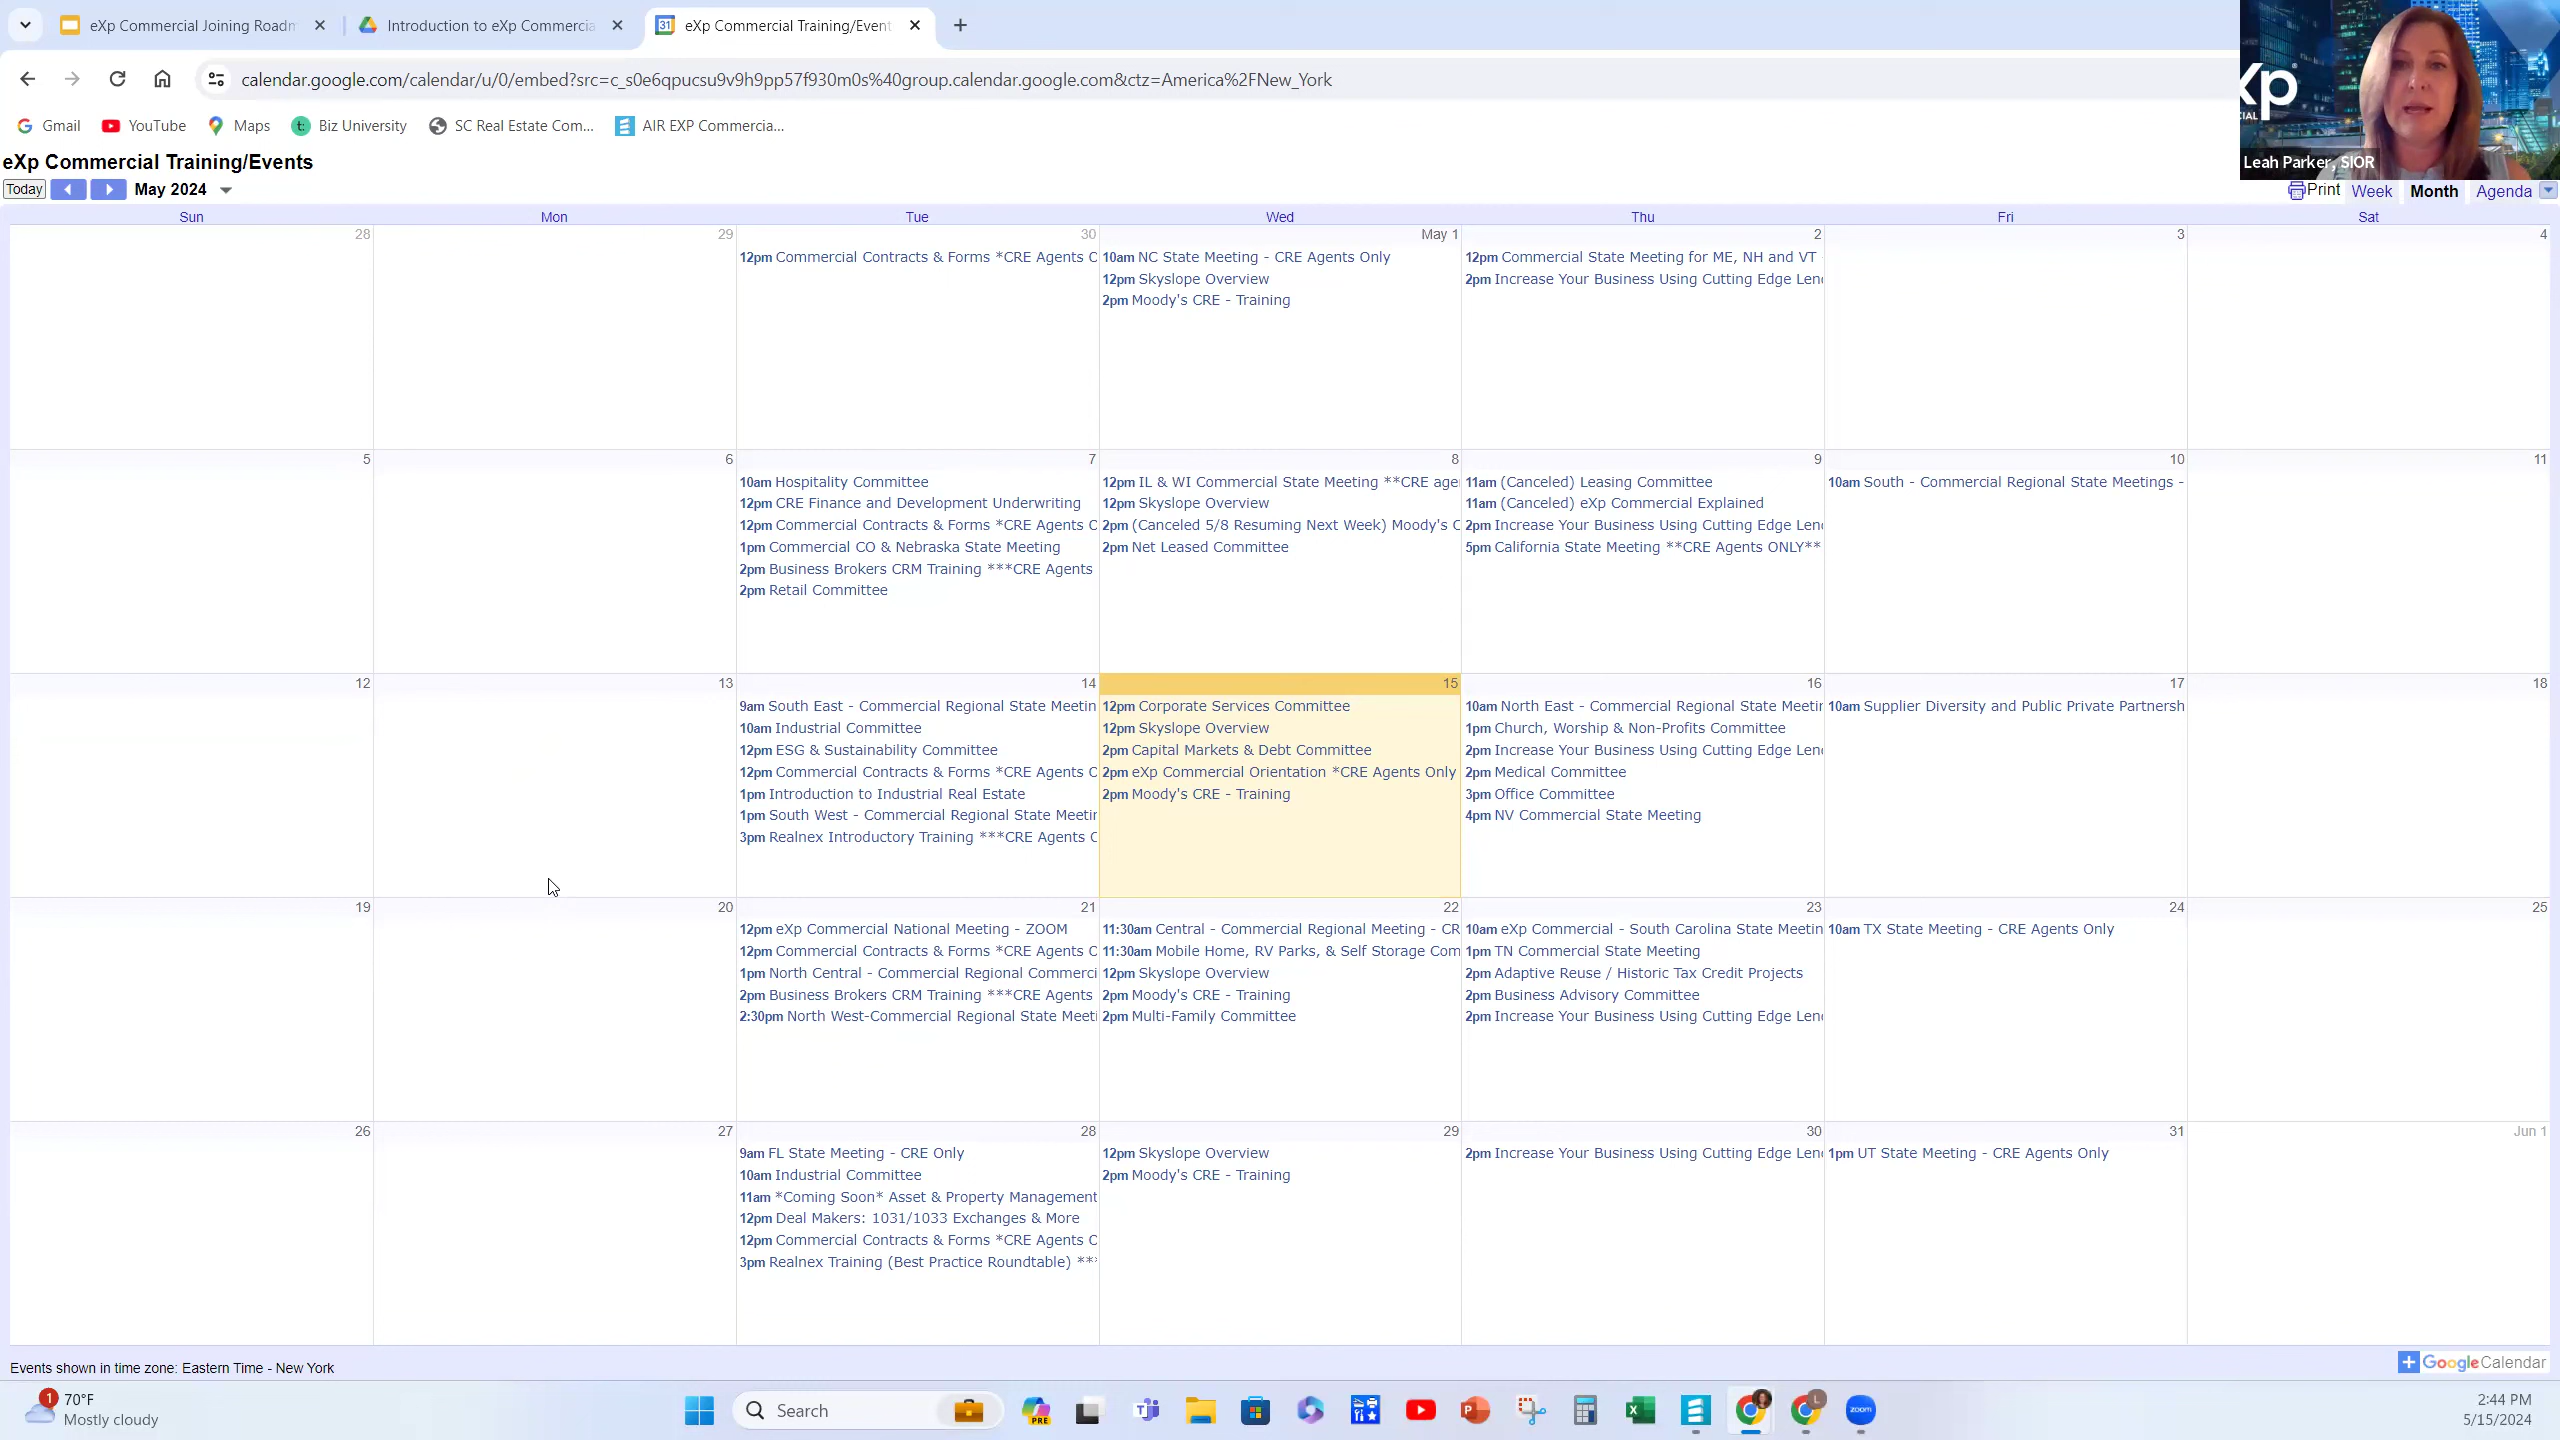 eXp Commercial Joining Roadm
Introduction to eXp Commercia
31
eXp Commercial Training/Event
calendar.google.com/calendar/u/0/embed?src=c_s0e6qpucsu9v9h9pp57f930m0s%40group.calendar.google.com&ctz=America%2FNew_York
Gmail
YouTube
Maps
Biz University
SC Real Estate Com...
AIR EXP Commercia...
Xp
CIAL
Leah Parker, SIOR
eXp Commercial Training/Events
Today
May 2024
Print
Week
Month
Agenda
Sun
Mon
Tue
Wed
Thu
Fri
Sat
28
29
30
12pm Commercial Contracts & Forms *CRE Agents O
May 1
10am NC State Meeting - CRE Agents Only
12pm Skyslope Overview
2pm Moody's CRE - Training
2
12pm Commercial State Meeting for ME, NH and VT
2pm Increase Your Business Using Cutting Edge Len
3
4
5
6
7
10am Hospitality Committee
12pm CRE Finance and Development Underwriting
12pm Commercial Contracts & Forms *CRE Agents O
1pm Commercial CO & Nebraska State Meeting
2pm Business Brokers CRM Training ***CRE Agents
2pm Retail Committee
8
12pm IL & WI Commercial State Meeting **CRE age
12pm Skyslope Overview
2pm (Canceled 5/8 Resuming Next Week) Moody's C
2pm Net Leased Committee
9
11am (Canceled) Leasing Committee
11am (Canceled) eXp Commercial Explained
2pm Increase Your Business Using Cutting Edge Len
5pm California State Meeting **CRE Agents ONLY**
10
10am South - Commercial Regional State Meetings -
11
12
13
14
9am South East - Commercial Regional State Meetin
10am Industrial Committee
12pm ESG & Sustainability Committee
12pm Commercial Contracts & Forms *CRE Agents O
1pm Introduction to Industrial Real Estate
1pm South West - Commercial Regional State Meetin
3pm Realnex Introductory Training ***CRE Agents O
15
12pm Corporate Services Committee
12pm Skyslope Overview
2pm Capital Markets & Debt Committee
2pm eXp Commercial Orientation *CRE Agents Only
2pm Moody's CRE - Training
16
10am North East - Commercial Regional State Meetin
1pm Church, Worship & Non-Profits Committee
2pm Increase Your Business Using Cutting Edge Len
2pm Medical Committee
3pm Office Committee
4pm NV Commercial State Meeting
17
10am Supplier Diversity and Public Private Partnersh
18
19
20
21
12pm eXp Commercial National Meeting - ZOOM
12pm Commercial Contracts & Forms *CRE Agents O
1pm North Central - Commercial Regional Commerci
2pm Business Brokers CRM Training ***CRE Agents
2:30pm North West-Commercial Regional State Meeti
22
11:30am Central - Commercial Regional Meeting - CR
11:30am Mobile Home, RV Parks, & Self Storage Com
12pm Skyslope Overview
2pm Moody's CRE - Training
2pm Multi-Family Committee
23
10am eXp Commercial - South Carolina State Meetin
1pm TN Commercial State Meeting
2pm Adaptive Reuse / Historic Tax Credit Projects
2pm Business Advisory Committee
2pm Increase Your Business Using Cutting Edge Len
24
10am TX State Meeting - CRE Agents Only
25
26
27
28
9am FL State Meeting - CRE Only
10am Industrial Committee
11am *Coming Soon* Asset & Property Management
12pm Deal Makers: 1031/1033 Exchanges & More
12pm Commercial Contracts & Forms *CRE Agents O
3pm Realnex Training (Best Practice Roundtable) ***
29
12pm Skyslope Overview
2pm Moody's CRE - Training
30
2pm Increase Your Business Using Cutting Edge Len
31
1pm UT State Meeting - CRE Agents Only
Jun 1
Events shown in time zone: Eastern Time - New York
+ GoogleCalendar
1
70°F
Mostly cloudy
Search
PRE
L
zoom
2:44 PM
5/15/2024